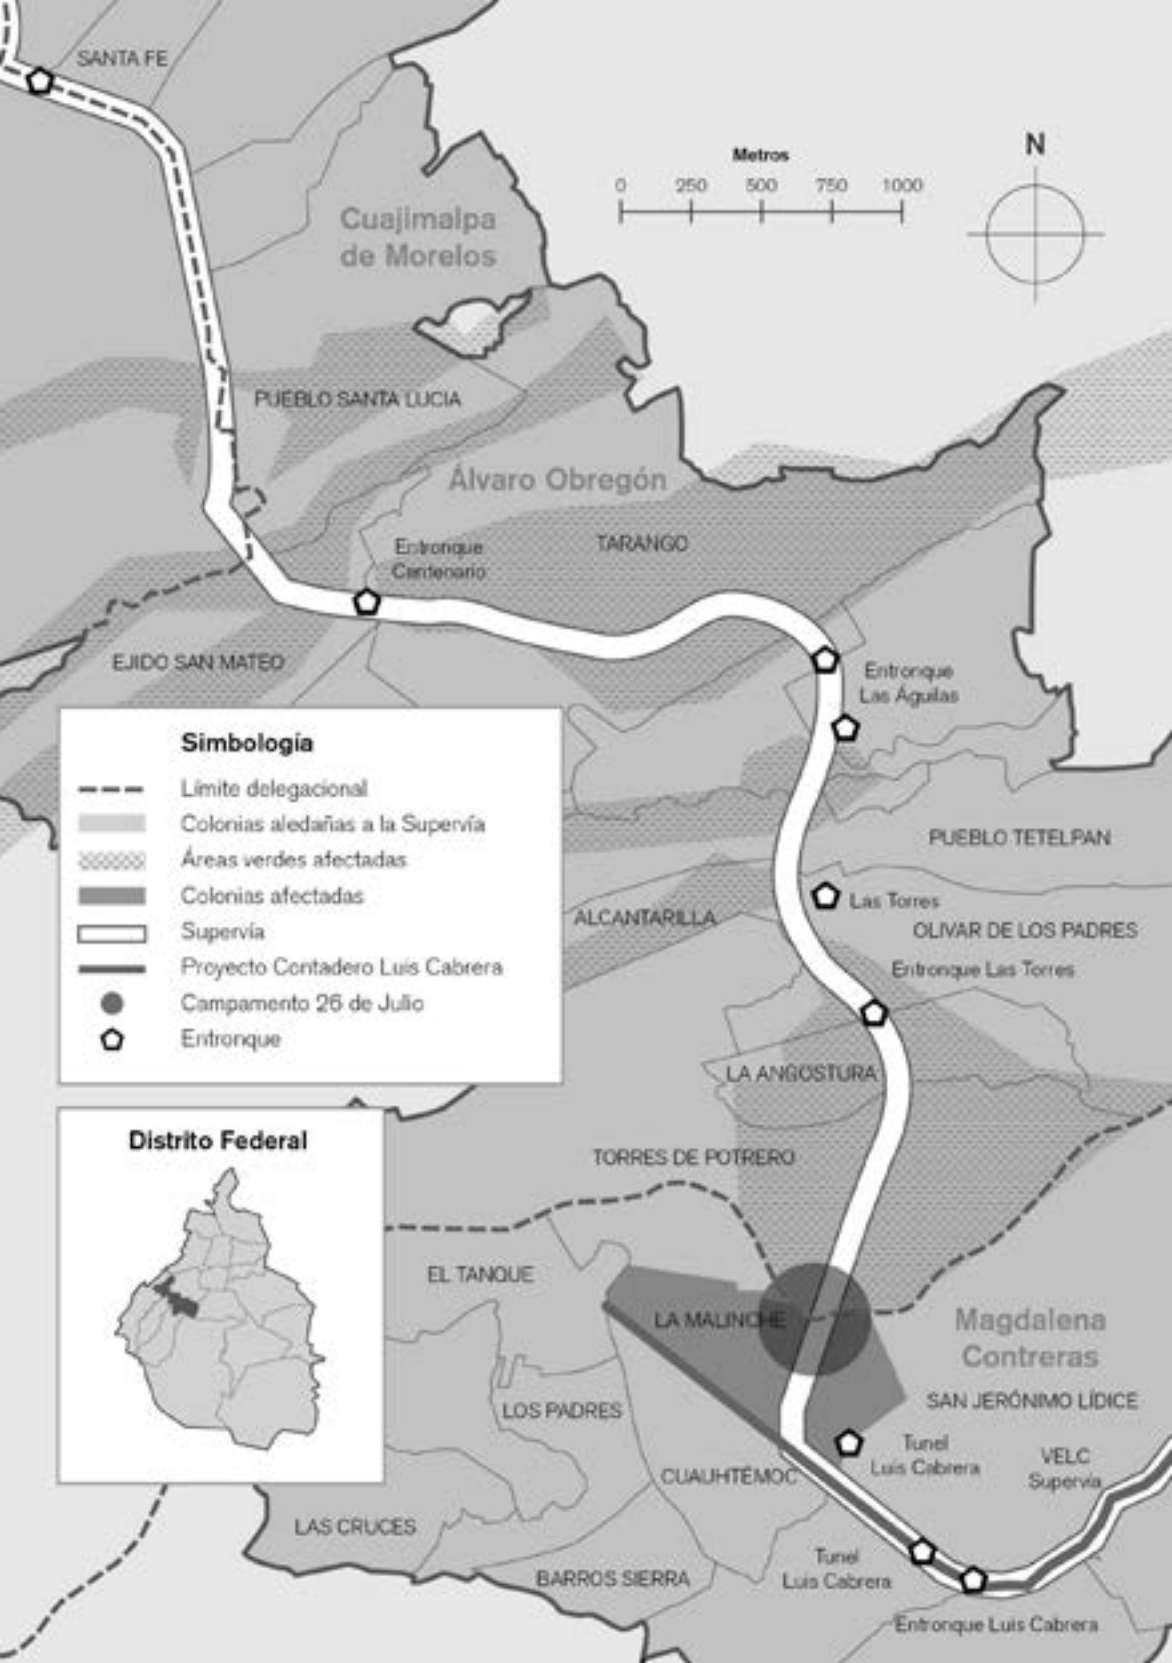 SANTA FE
Metros
0 250 500 750 1000
N
Cuajimalpa
de Morelos
PUEBLO SANTA LUCIA
Álvaro Obregón
TARANGO
Entronque
Centenario
EJIDO SAN MATEO
Entronque
Las Águilas
Simbología
Límite delegacional
Colonias aledañas a la Supervía
Áreas verdes afectadas
Colonias afectadas
Supervía
Proyecto Contadero Luis Cabrera
Campamento 26 de Julio
Entronque
PUEBLO TETELPAN
Las Torres
ALCANTARILLA
OLIVAR DE LOS PADRES
Entronque Las Torres
LA ANGOSTURA
Distrito Federal
TORRES DE POTRERO
EL TANQUE
LA MALINCHE
Magdalena
Contreras
SAN JERÓNIMO LÍDICE
LOS PADRES
Tunel
Luis Cabrera
VELC
Supervía
CUAUHTÉMOC
LAS CRUCES
Tunel
Luis Cabrera
BARROS SIERRA
Entronque Luis Cabrera